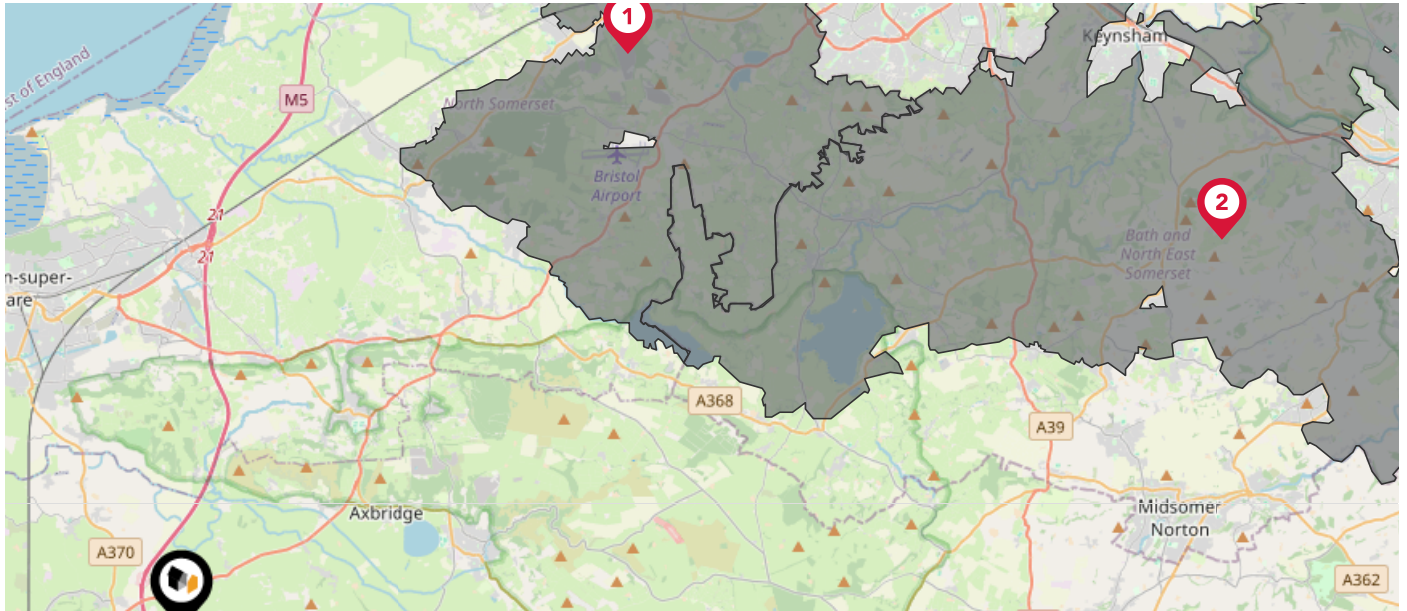 1
Keynsham
st of England
M5
North Somerset
Bristol
Airport
21
2
21
Bath and
North East
Somerset
n-super-
are
A368
A39
Axbridge
Midsomer
Norton
A370
A362